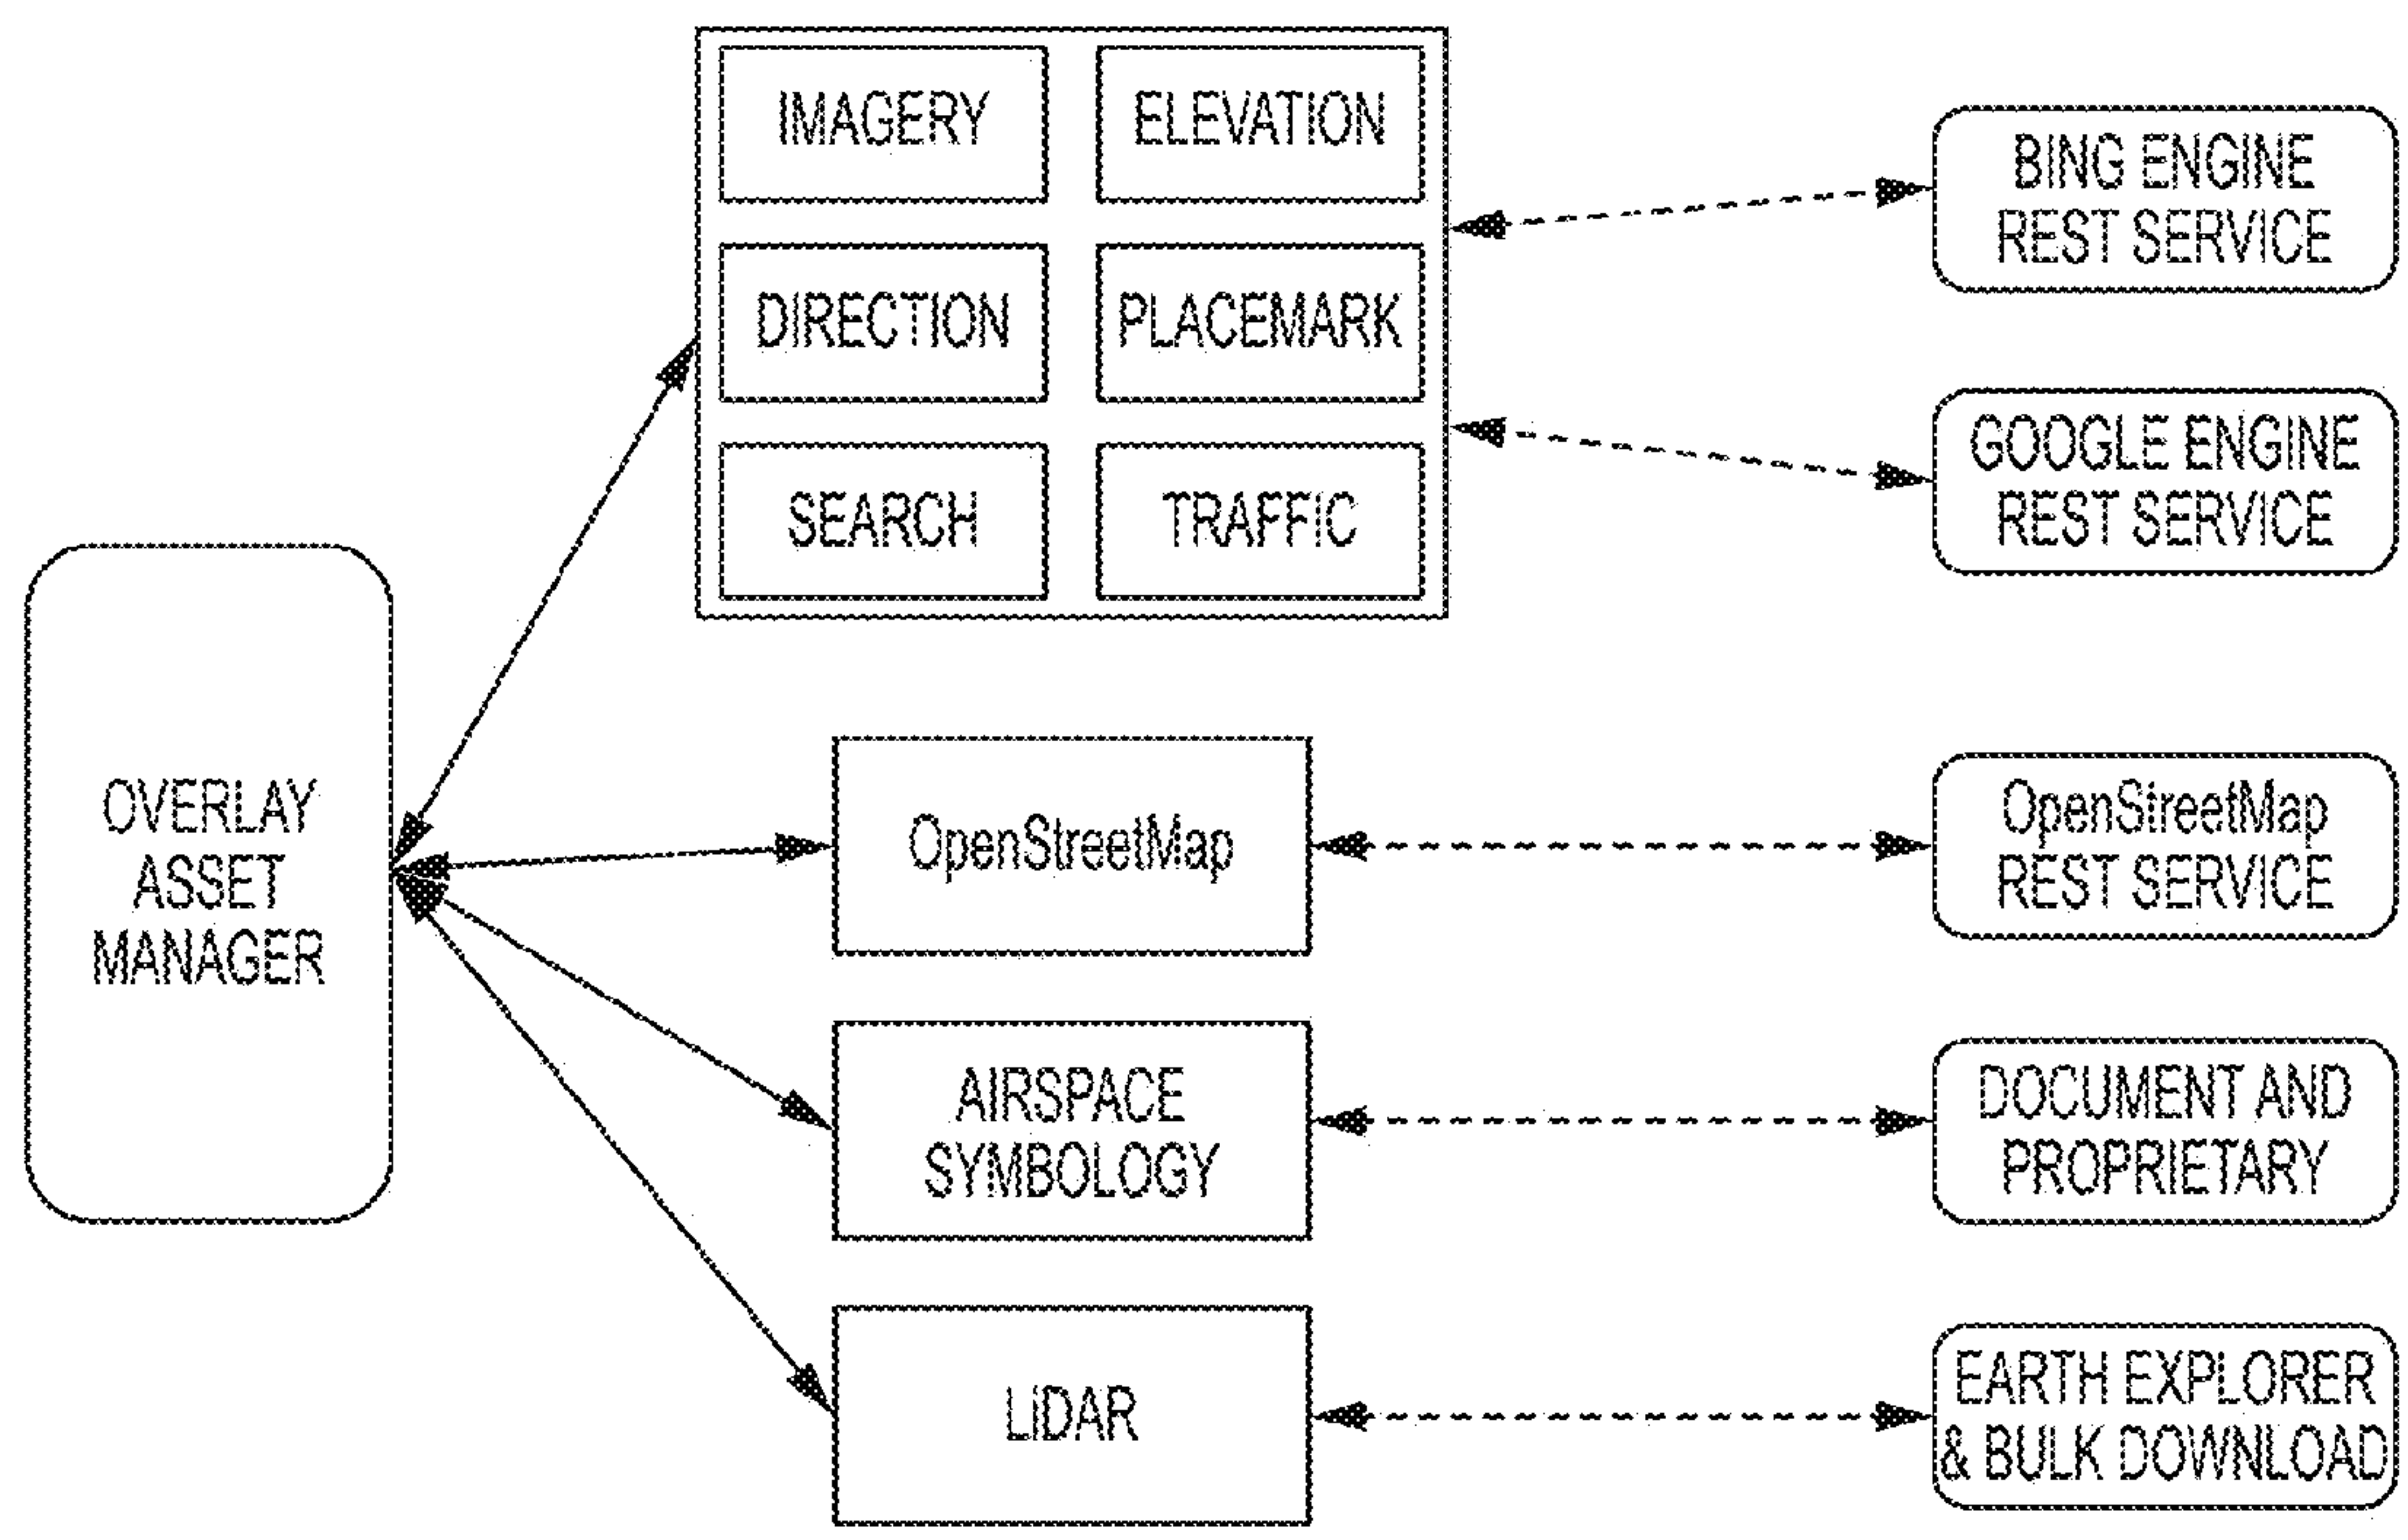 IMAGERY
ELEVATION
DIRECTION
PLACEMARK
SEARCH
TRAFFIC
BING ENGINE
REST SERVICE
GOOGLE ENGINE
REST SERVICE
OVERLAY
ASSET
MANAGER
OpenStreetMap
OpenStreetMap
REST SERVICE
AIRSPACE
SYMBOLOGY
DOCUMENT AND
PROPRIETARY
LiDAR
EARTH EXPLORER
& BULK DOWNLOAD